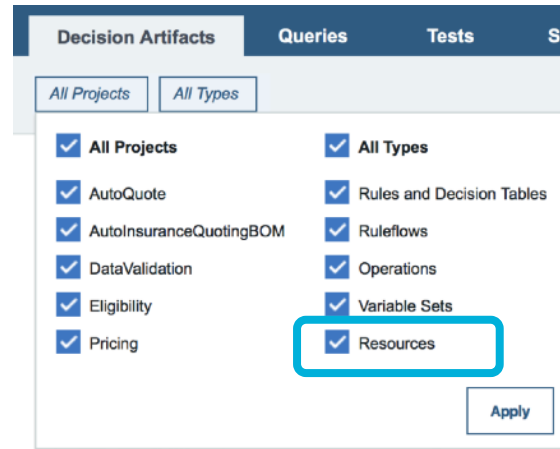 Decision Artifacts Queries Tests S
All Projects All Types
All Projects All Types
AutoQuote Rules and Decision Tables
AutoInsuranceQuotingBOM Ruleflows
DataValidation Operations
Eligibility Variable Sets
Pricing Resources
Apply